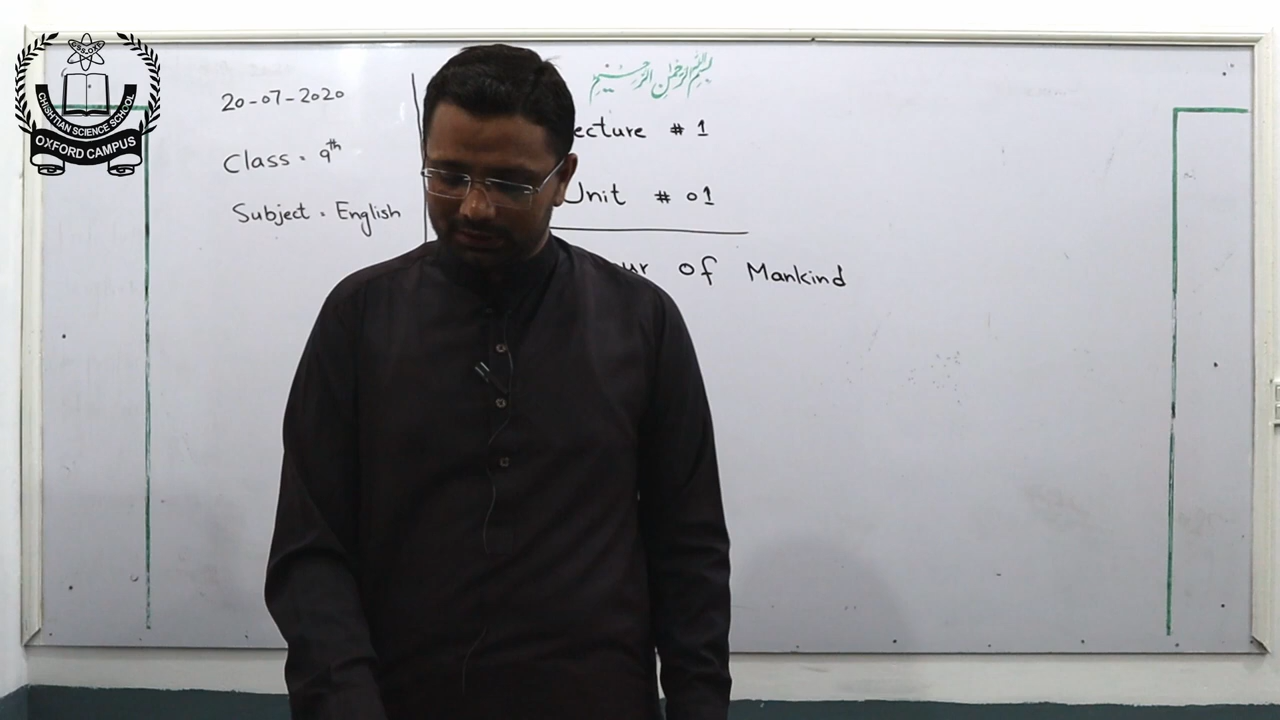 CHISHTIAN SCIENCE SCHOOL
OXFORD CAMPUS
20-07-2020
Class = 9th
Subject = English
بسم الله الرحمن الرحیم
ecture # 1
Unit # 01
ur of Mankind